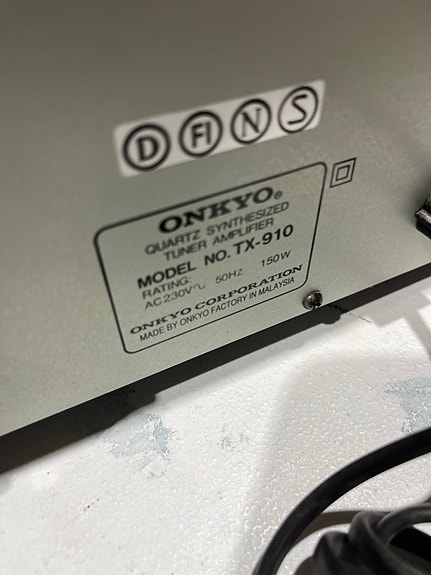 D FI N S
ONKYO®
QUARTZ SYNTHESIZED
TUNER AMPLIFIER
MODEL NO. TX-910
RATING:
AC 230V∿ 50HZ 150W
ONKYO CORPORATION
MADE BY ONKYO FACTORY IN MALAYSIA